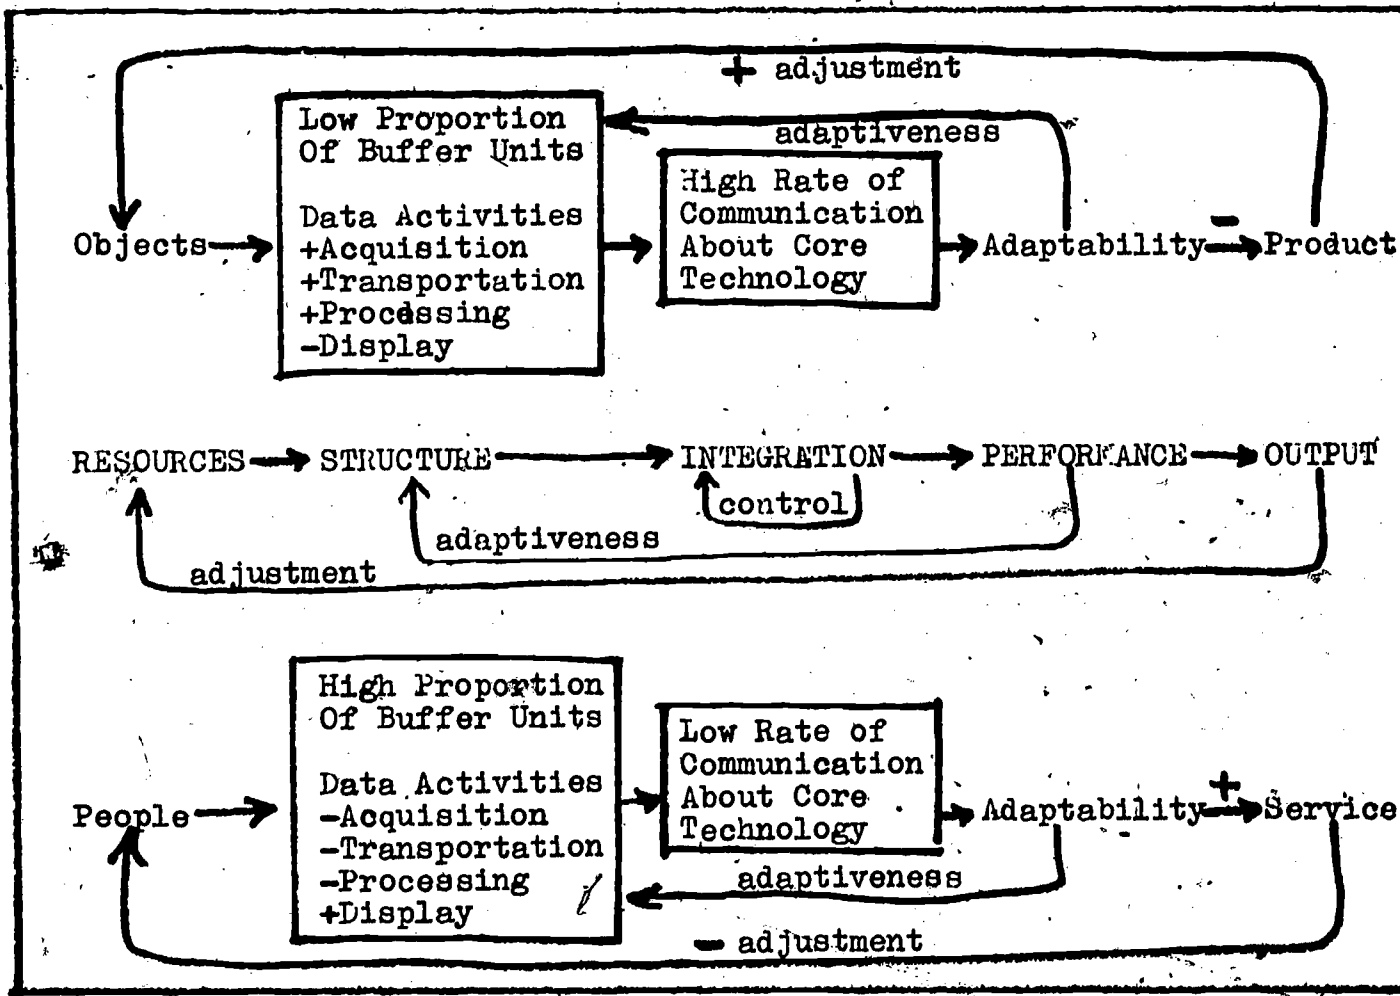 + adjustment
adaptiveness
Low Proportion
Of Buffer Units
Data Activities
+Acquisition
+Transportation
+Processing
-Display
High Rate of
Communication
About Core
Technology
Objects
Adaptability
-
Product
RESOURCES
STRUCTURE
INTEGRATION
PERFORMANCE
OUTPUT
control
adaptiveness
adjustment
High Proportion
Of Buffer Units
Data Activities
-Acquisition
-Transportation
-Processing
+Display
Low Rate of
Communication
About Core
Technology
People
Adaptability
+
Service
adaptiveness
- adjustment